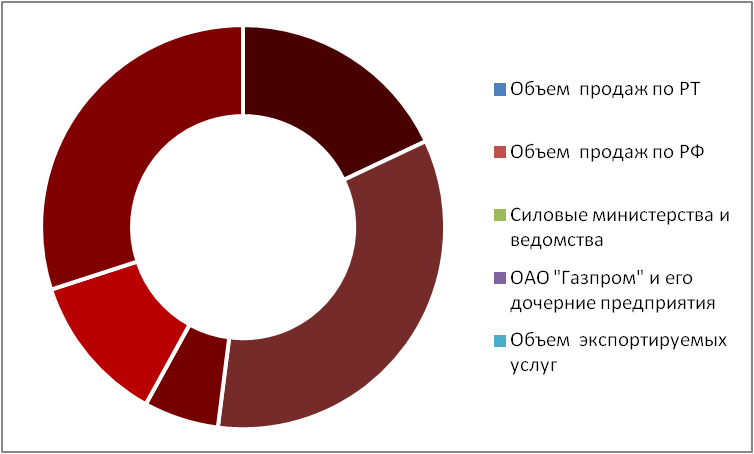 Объем продаж по РТ
Объем продаж по РФ
Силовые министерства и
ведомства
ОАО "Газпром" и его
дочерние предприятия
Объем экспортируемых
услуг